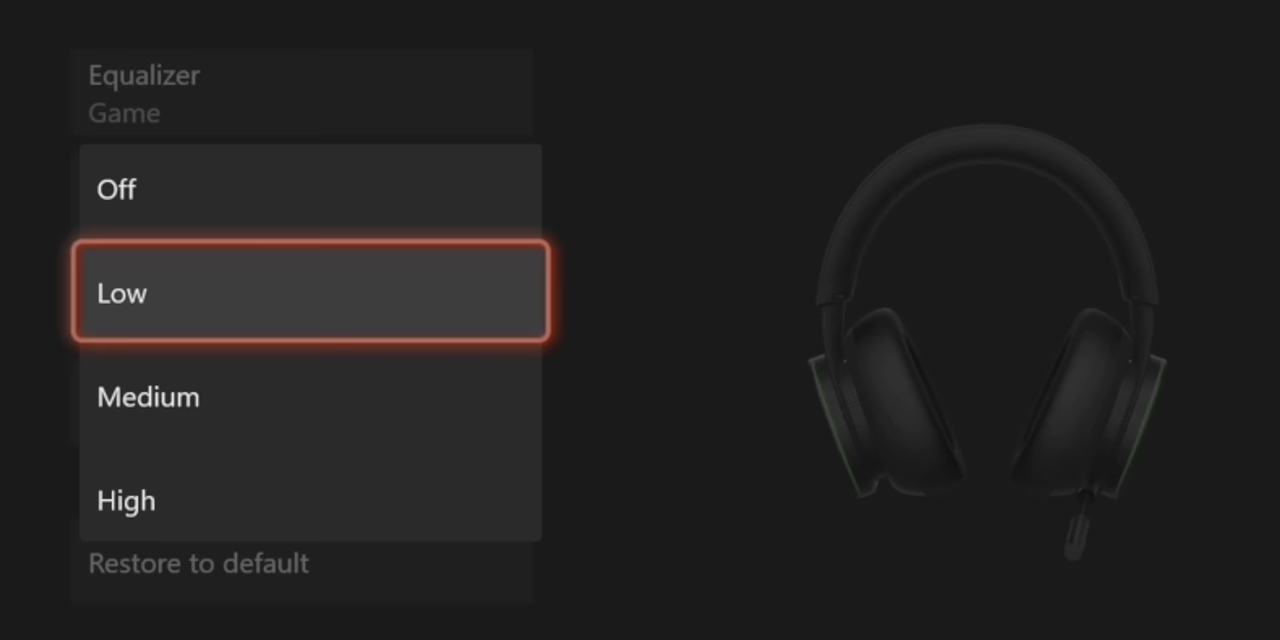 Equalizer
Game
Off
Low
Medium
High
Restore to default